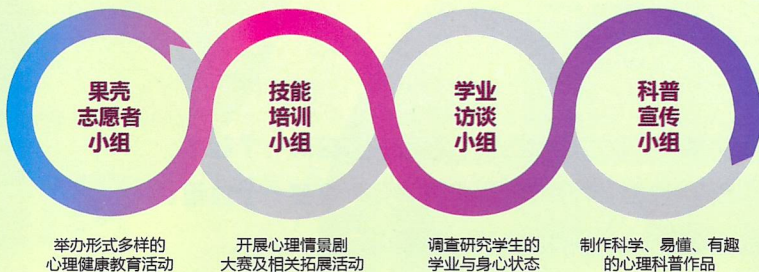 果壳
志愿者
小组
技能
培训
小组
学业
访谈
小组
科普
宣传
小组
举办形式多样的
心理健康教育活动
开展心理情景剧
大赛及相关拓展活动
调查研究学生的
学业与身心状态
制作科学、易懂、有趣
的心理科普作品